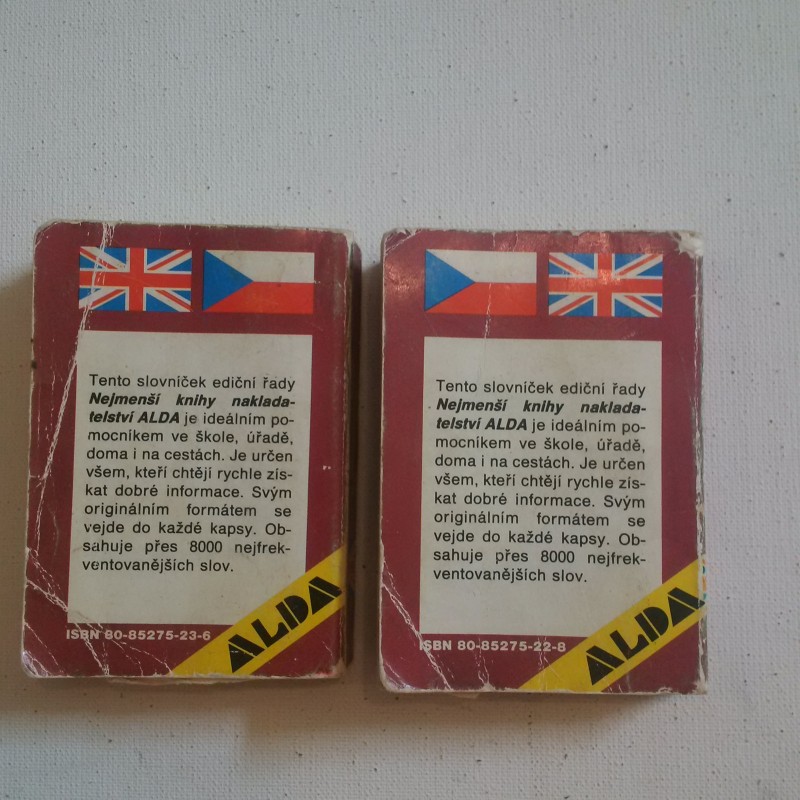 Tento slovníček ediční řady
Nejmenší knihy naklada-
telství ALDA je ideálním po-
mocníkem ve škole, úřadě,
doma i na cestách. Je určen
všem, kteří chtějí rychle zís-
kat dobré informace. Svým
originálním formátem se
vejde do každé kapsy. Ob-
sahuje přes 8000 nejfrek-
ventovanějších slov.
ISBN 80-85275-23-6
ALDA
Tento slovníček ediční řady
Nejmenší knihy naklada-
telství ALDA je ideálním po-
mocníkem ve škole, úřadě,
doma i na cestách. Je určen
všem, kteří chtějí rychle zís-
kat dobré informace. Svým
originálním formátem se
vejde do každé kapsy. Ob-
sahuje přes 8000 nejfrek-
ventovanějších slov.
ISBN 80-85275-22-8
ALDA